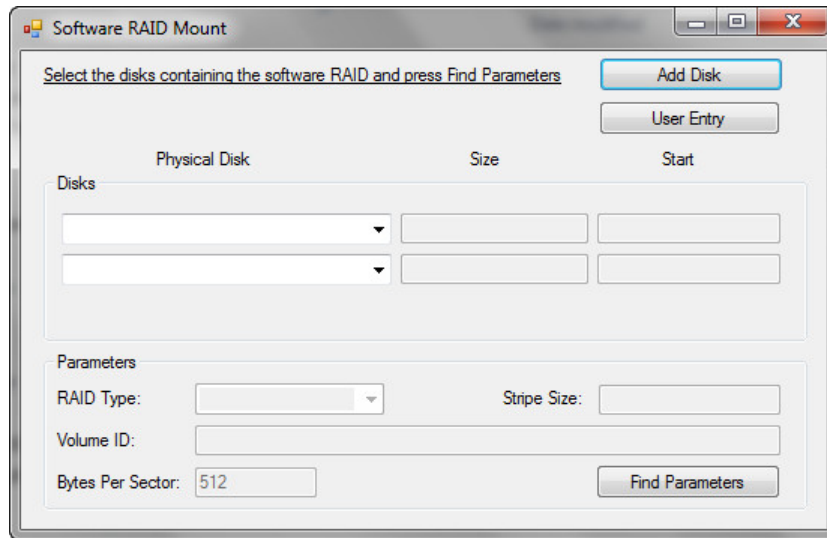 Software RAID Mount
Select the disks containing the software RAID and press Find Parameters
Add Disk
User Entry
Physical Disk Size Start
Disks
Parameters
RAID Type: Stripe Size:
Volume ID:
Bytes Per Sector: 512 Find Parameters